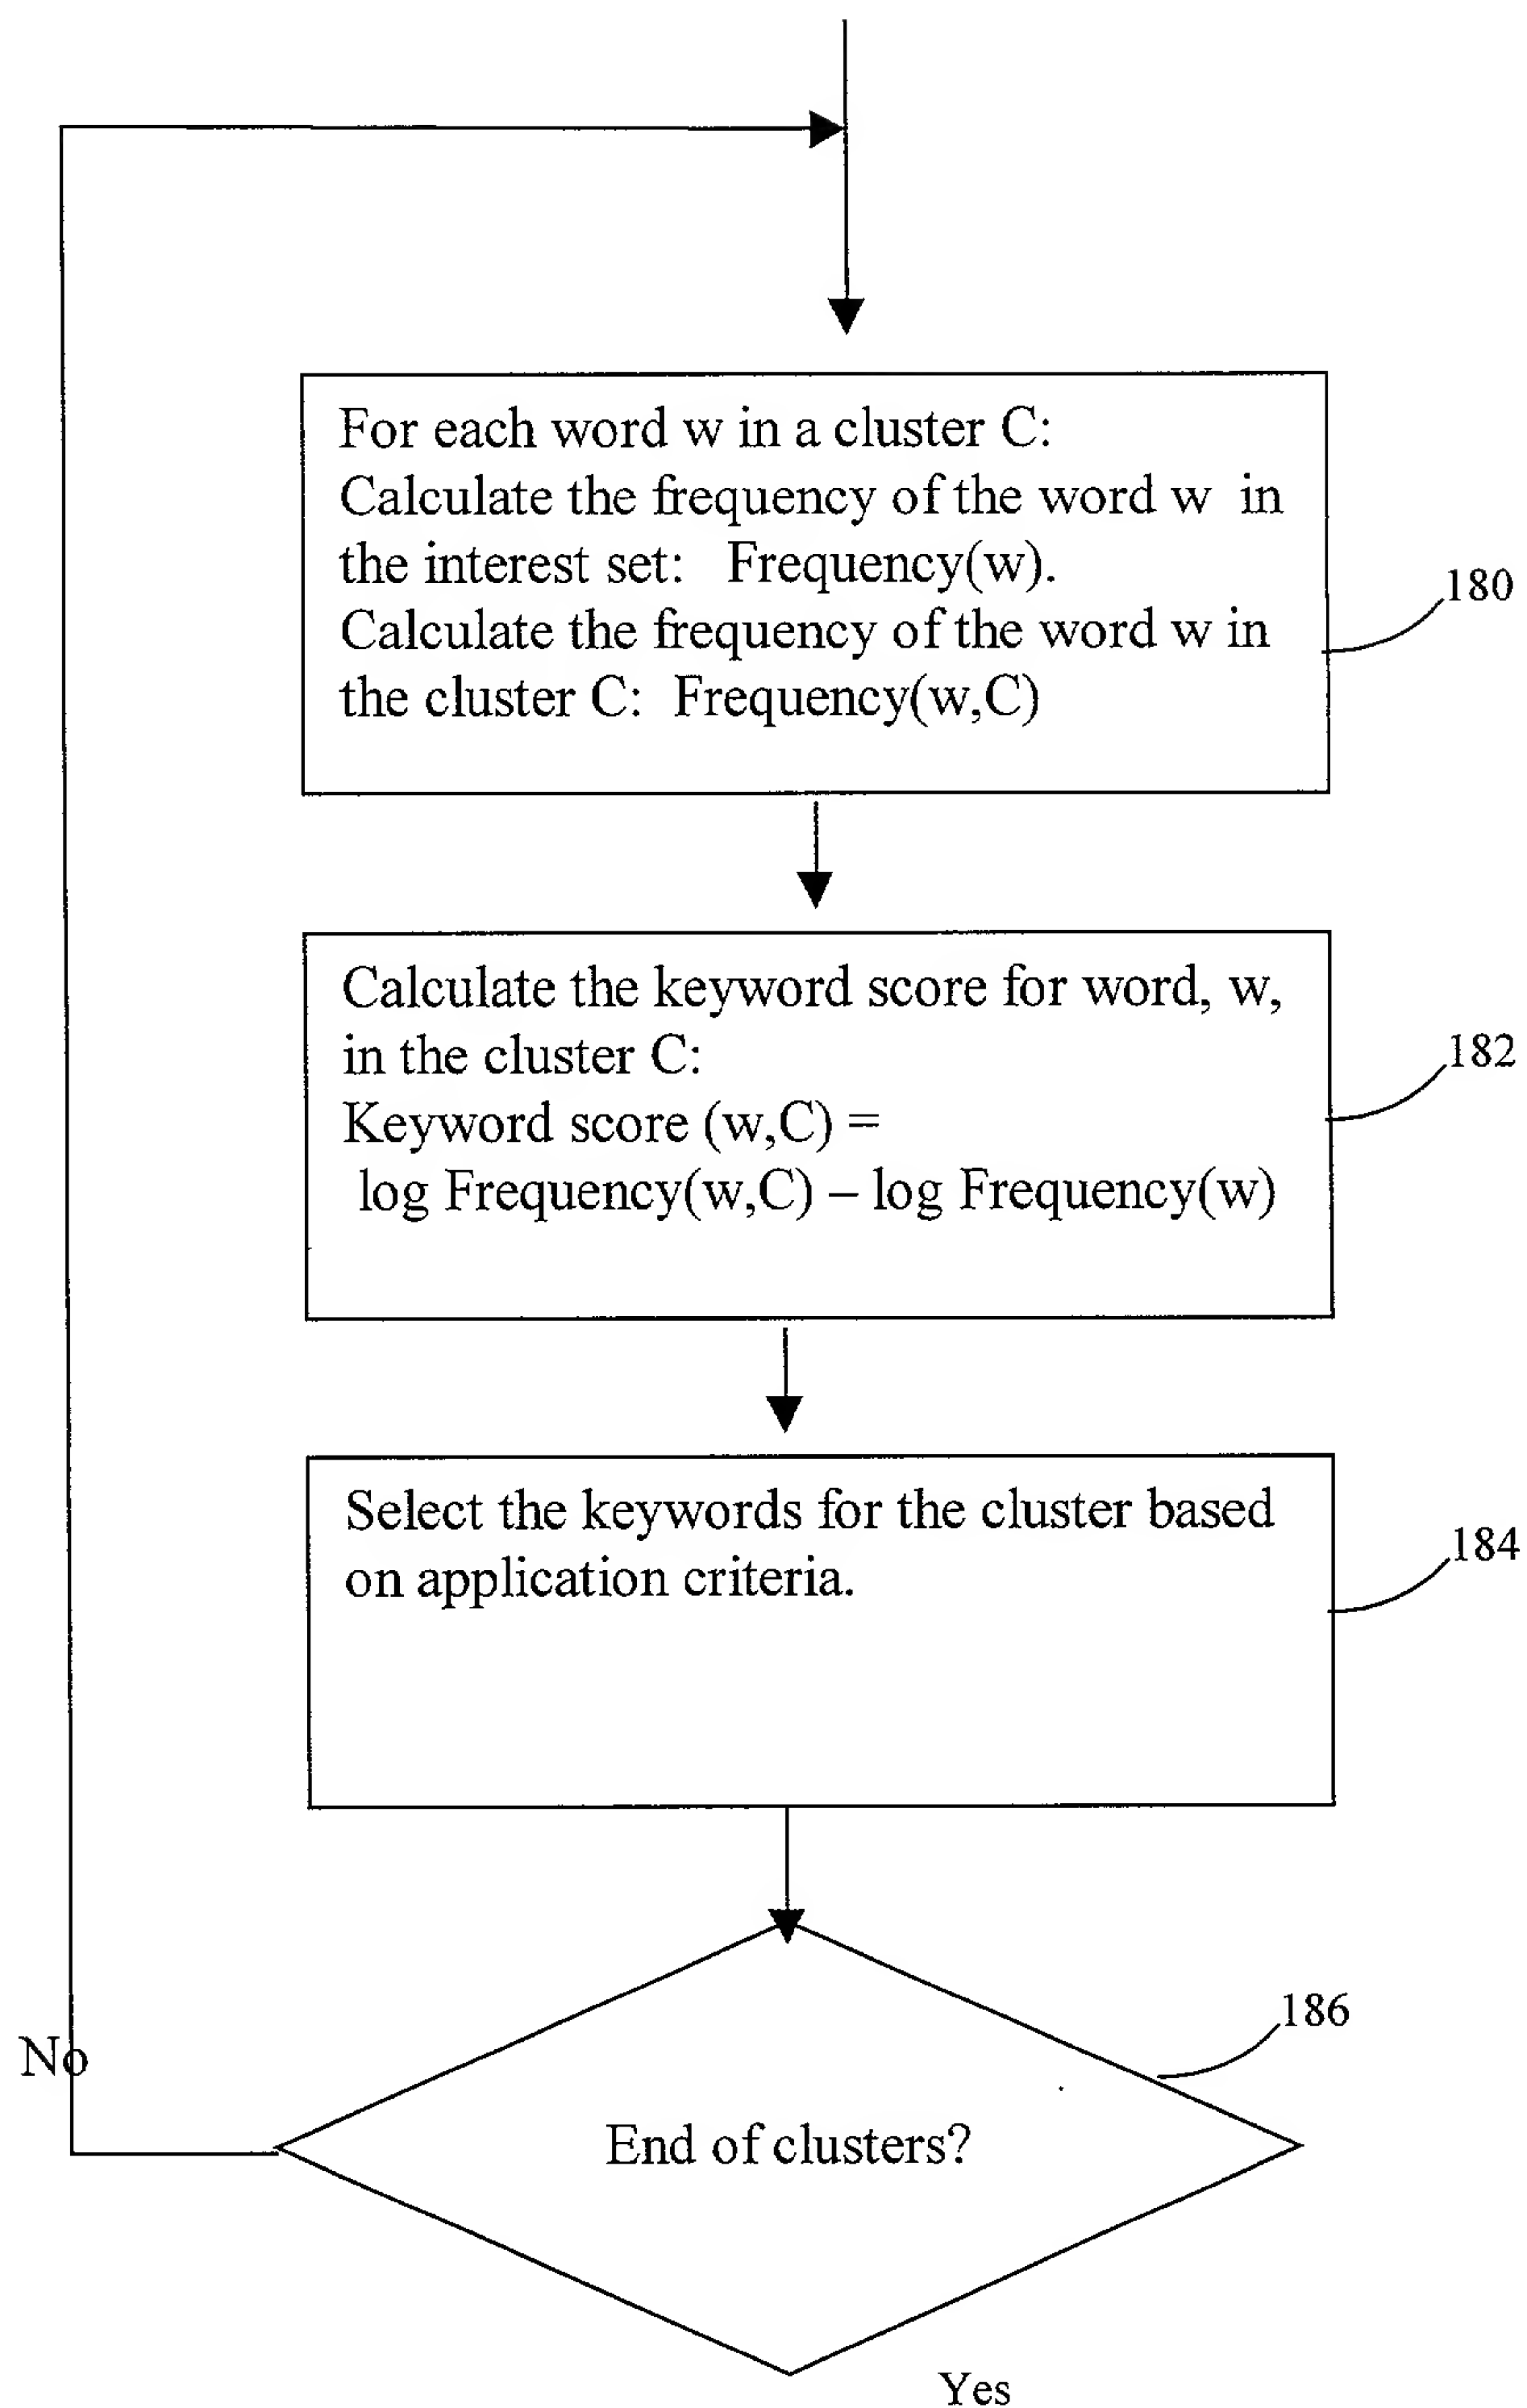 For each word w in a cluster C:
Calculate the frequency of the word w in
the interest set: Frequency(w).
Calculate the frequency of the word w in
the cluster C: Frequency(w,C)
180
Calculate the keyword score for word, w,
in the cluster C:
Keyword score (w,C) =
log Frequency(w,C) – log Frequency(w)
182
Select the keywords for the cluster based
on application criteria.
184
186
No
End of clusters?
Yes